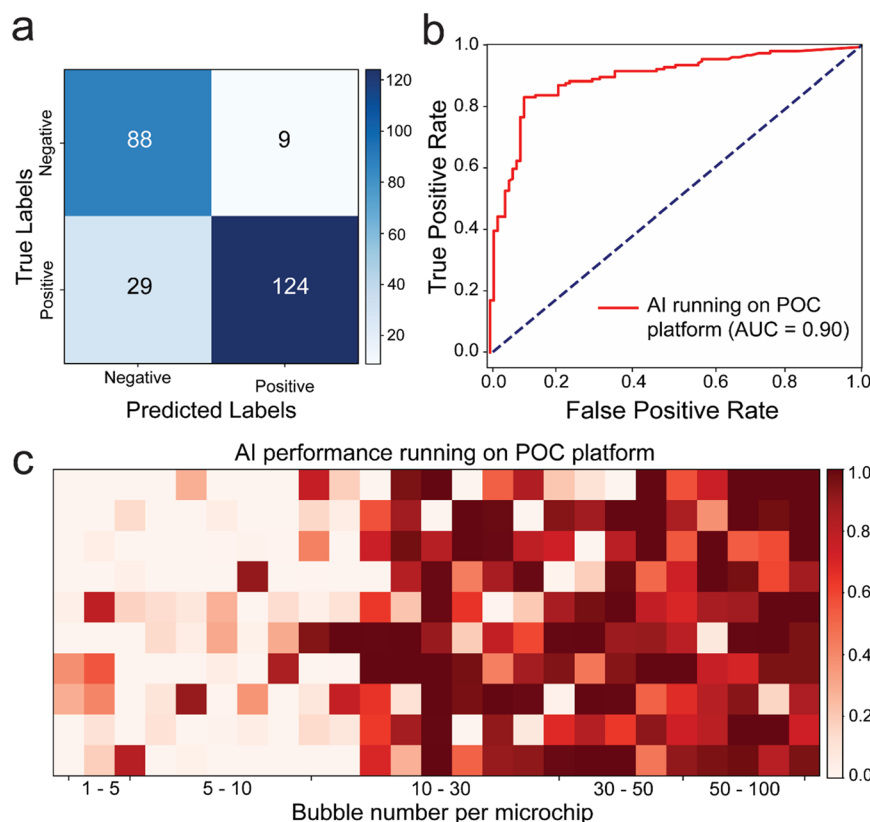 a
Negative
Positive
True Labels
88
9
29
124
Negative
Positive
Predicted Labels
120
100
80
60
40
20
b
1.0
0.8
0.6
0.4
0.2
0.0
True Positive Rate
AI running on POC
platform (AUC = 0.90)
0.0
0.2
0.4
0.6
0.8
1.0
False Positive Rate
c
AI performance running on POC platform
1.0
0.8
0.6
0.4
0.2
0.0
1 - 5
5 - 10
10 - 30
30 - 50
50 - 100
Bubble number per microchip